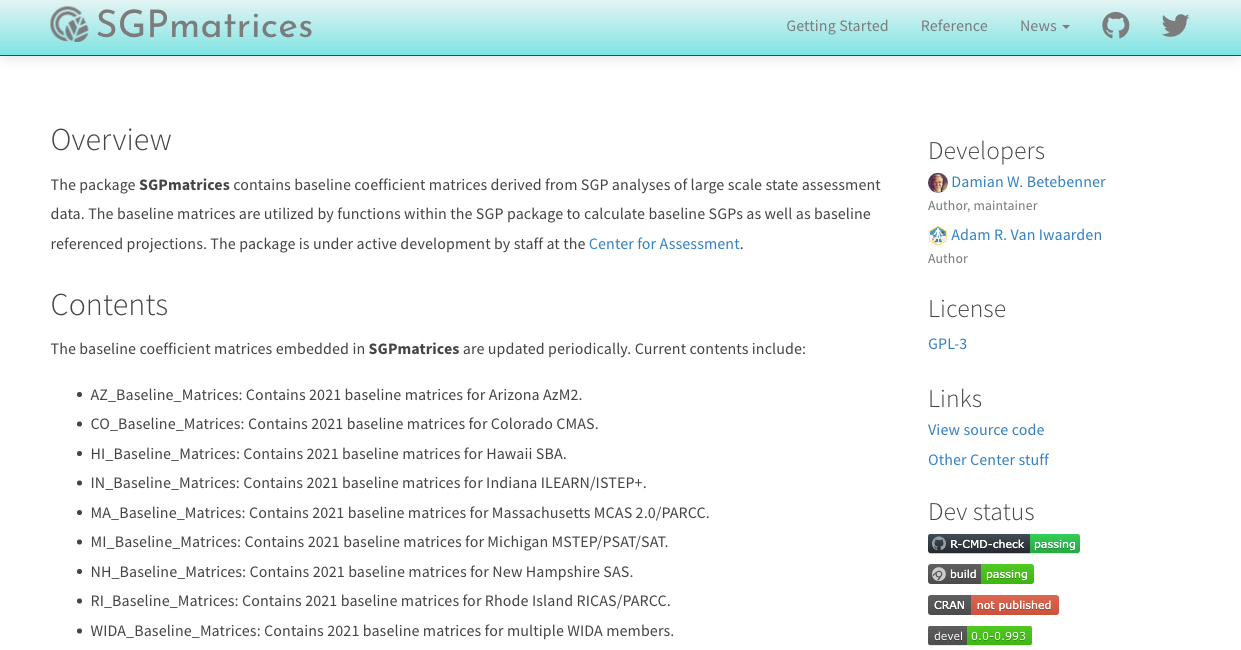 SGPmatrices
Getting Started
Reference
News
Overview
The package SGPmatrices contains baseline coefficient matrices derived from SGP analyses of large scale state assessment
data. The baseline matrices are utilized by functions within the SGP package to calculate baseline SGPs as well as baseline
referenced projections. The package is under active development by staff at the Center for Assessment.
Contents
The baseline coefficient matrices embedded in SGPmatrices are updated periodically. Current contents include:
AZ_Baseline_Matrices: Contains 2021 baseline matrices for Arizona AzM2.
CO_Baseline_Matrices: Contains 2021 baseline matrices for Colorado CMAS.
HI_Baseline_Matrices: Contains 2021 baseline matrices for Hawaii SBA.
IN_Baseline_Matrices: Contains 2021 baseline matrices for Indiana ILEARN/ISTEP+.
MA_Baseline_Matrices: Contains 2021 baseline matrices for Massachusetts MCAS 2.0/PARCC.
MI_Baseline_Matrices: Contains 2021 baseline matrices for Michigan MSTEP/PSAT/SAT.
NH_Baseline_Matrices: Contains 2021 baseline matrices for New Hampshire SAS.
RI_Baseline_Matrices: Contains 2021 baseline matrices for Rhode Island RICAS/PARCC.
WIDA_Baseline_Matrices: Contains 2021 baseline matrices for multiple WIDA members.
Developers
Damian W. Betebenner
Author, maintainer
Adam R. Van Iwaarden
Author
License
GPL-3
Links
View source code
Other Center stuff
Dev status
R-CMD-check passing
build passing
CRAN not published
devel 0.0-0.993